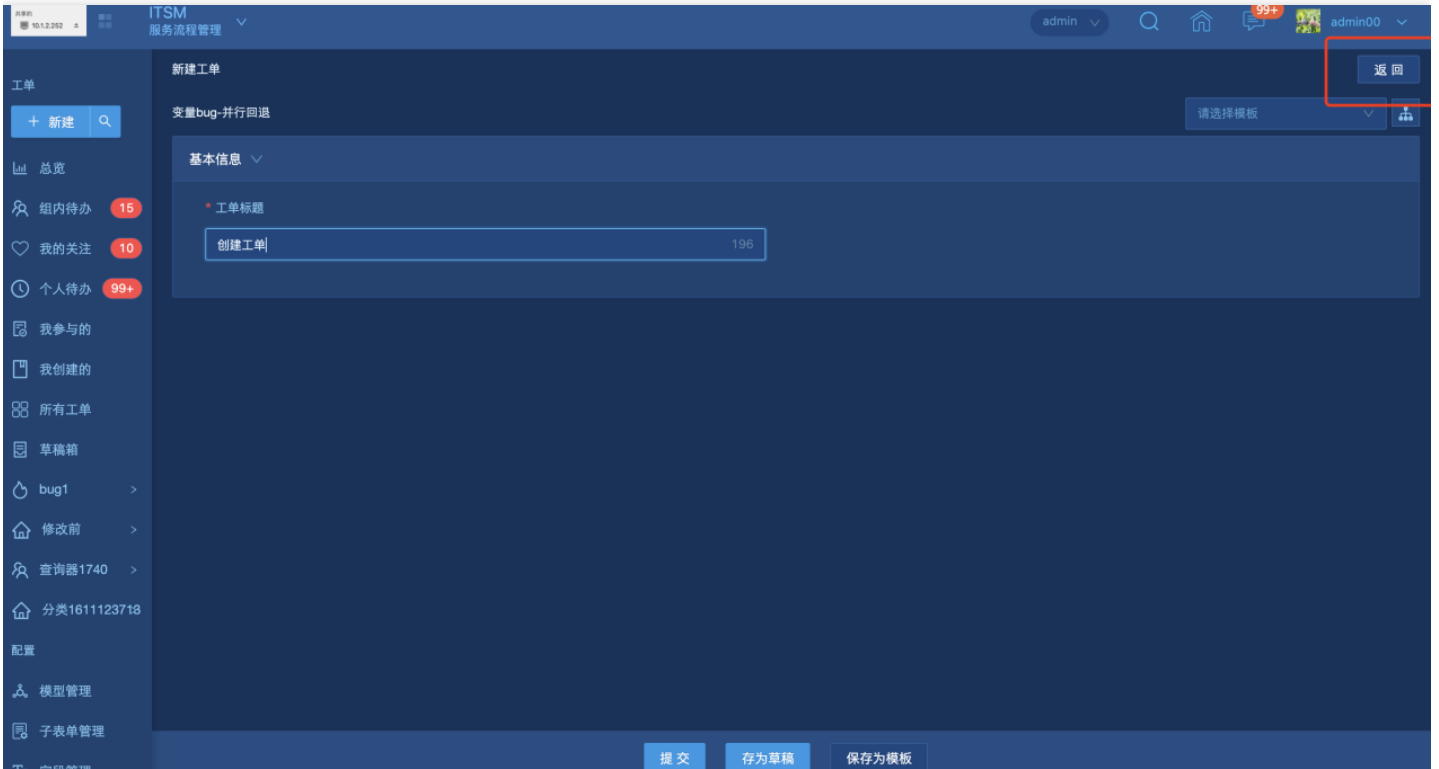 共享的
10.1.2.252
ITSM
服务流程管理
admin
99+
admin00
工单
新建工单
返 回
+ 新建
变量bug-并行回退
请选择模板
总览
基本信息
组内待办 15
* 工单标题
我的关注 10
创建工单 196
个人待办 99+
我参与的
我创建的
所有工单
草稿箱
bug1 >
修改前 >
查询器1740 >
分类1611123718
配置
模型管理
子表单管理
提 交
存为草稿
保存为模板